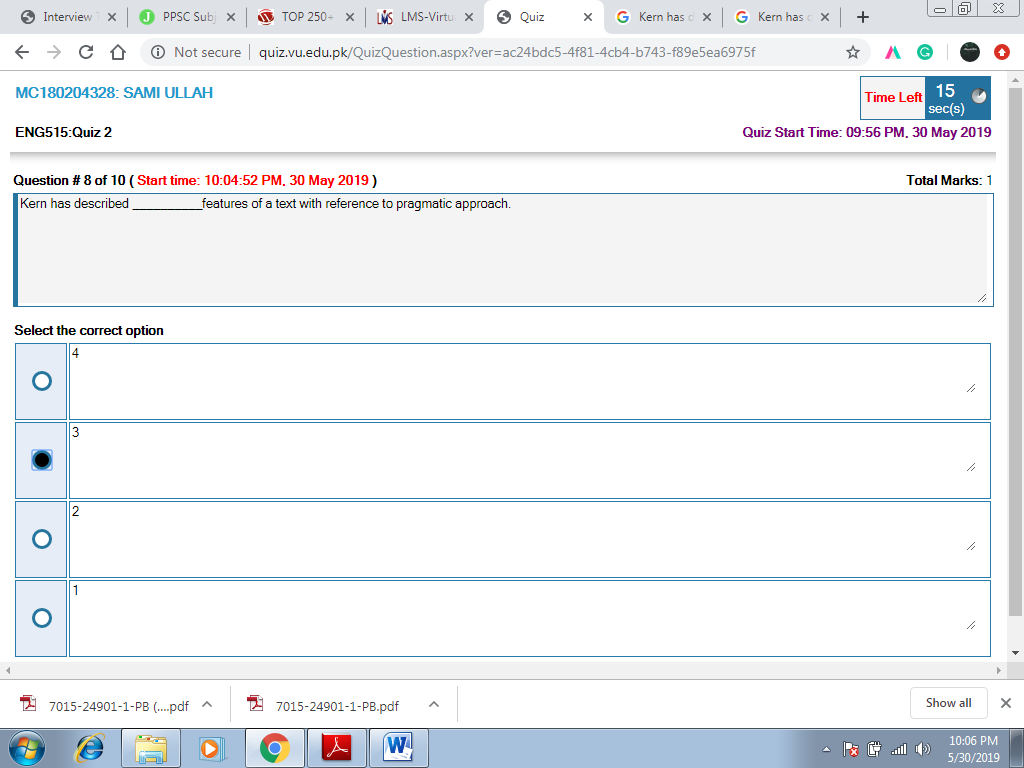 Interview T
PPSC Subj
TOP 250+
LMS-Virtu
Quiz
Kern has d
Kern has c
Not secure
quiz.vu.edu.pk/QuizQuestion.aspx?ver=ac24bdc5-4f81-4cb4-b743-f89e5ea6975f
MC180204328: SAMI ULLAH
Time Left 15 sec(s)
ENG515:Quiz 2
Quiz Start Time: 09:56 PM, 30 May 2019
Question # 8 of 10 ( Start time: 10:04:52 PM, 30 May 2019 )
Total Marks: 1
Kern has described __________features of a text with reference to pragmatic approach.
Select the correct option
4
3
2
1
7015-24901-1-PB (....pdf
7015-24901-1-PB.pdf
Show all
10:06 PM
5/30/2019